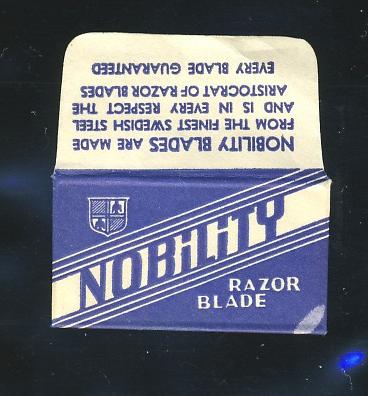 NOBILITY BLADES ARE MADE
FROM THE FINEST SWEDISH STEEL
AND IS IN EVERY RESPECT THE
ARISTOCRAT OF RAZOR BLADES
EVERY BLADE GUARANTEED
NOBILITY
RAZOR
BLADE